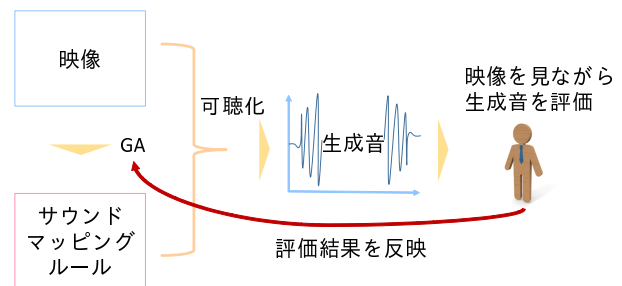 映像
可聴化
映像を見ながら
生成音を評価
生成音
GA
サウンド
マッピング
ルール
評価結果を反映